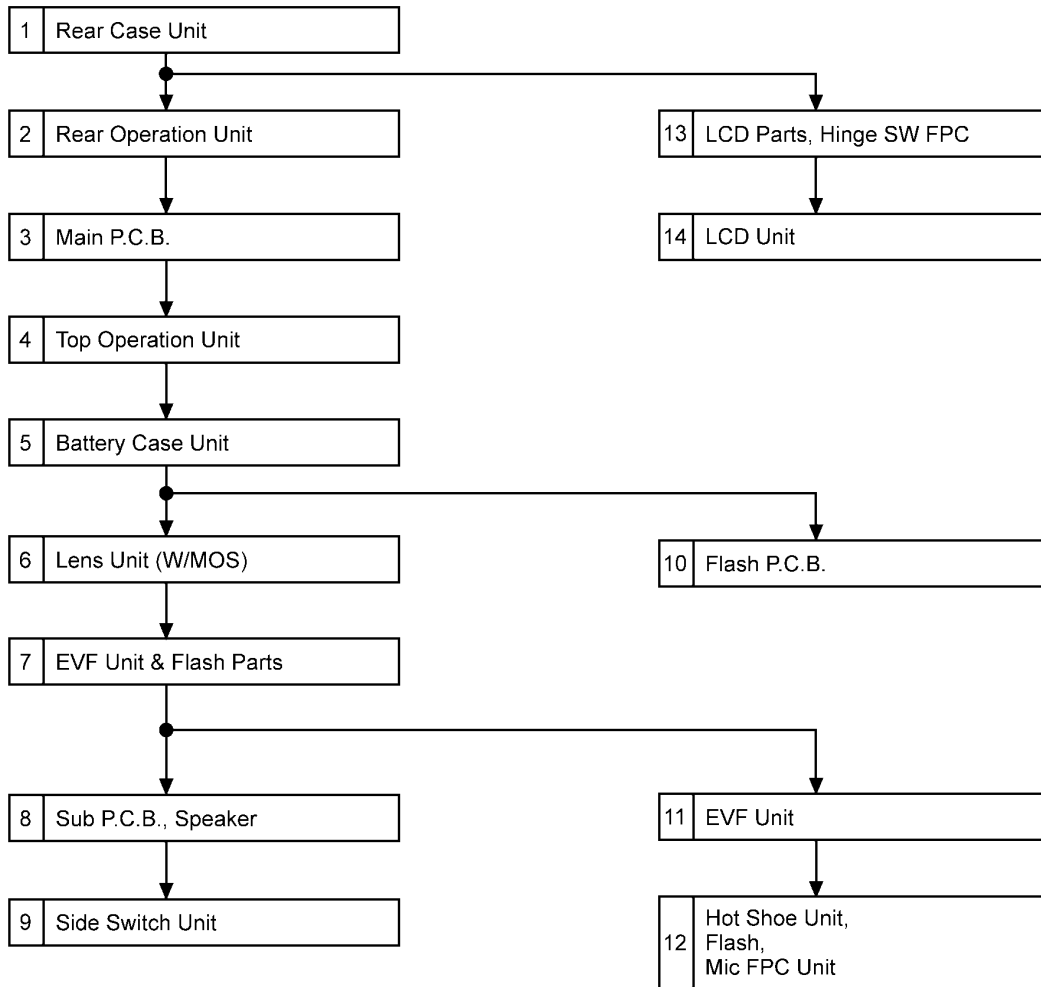 1 Rear Case Unit
2 Rear Operation Unit
13 LCD Parts, Hinge SW FPC
3 Main P.C.B.
14 LCD Unit
4 Top Operation Unit
5 Battery Case Unit
6 Lens Unit (W/MOS)
10 Flash P.C.B.
7 EVF Unit & Flash Parts
8 Sub P.C.B., Speaker
11 EVF Unit
9 Side Switch Unit
12 Hot Shoe Unit,
Flash,
Mic FPC Unit